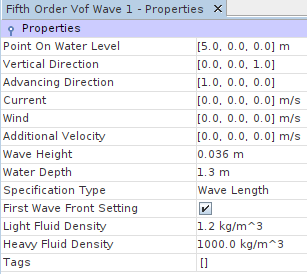 Fifth Order Vof Wave 1 - Properties ×
Properties
Point On Water Level [5.0, 0.0, 0.0] m
Vertical Direction [0.0, 0.0, 1.0]
Advancing Direction [1.0, 0.0, 0.0]
Current [0.0, 0.0, 0.0] m/s
Wind [0.0, 0.0, 0.0] m/s
Additional Velocity [0.0, 0.0, 0.0] m/s
Wave Height 0.036 m
Water Depth 1.3 m
Specification Type Wave Length
First Wave Front Setting
Light Fluid Density 1.2 kg/m^3
Heavy Fluid Density 1000.0 kg/m^3
Tags []